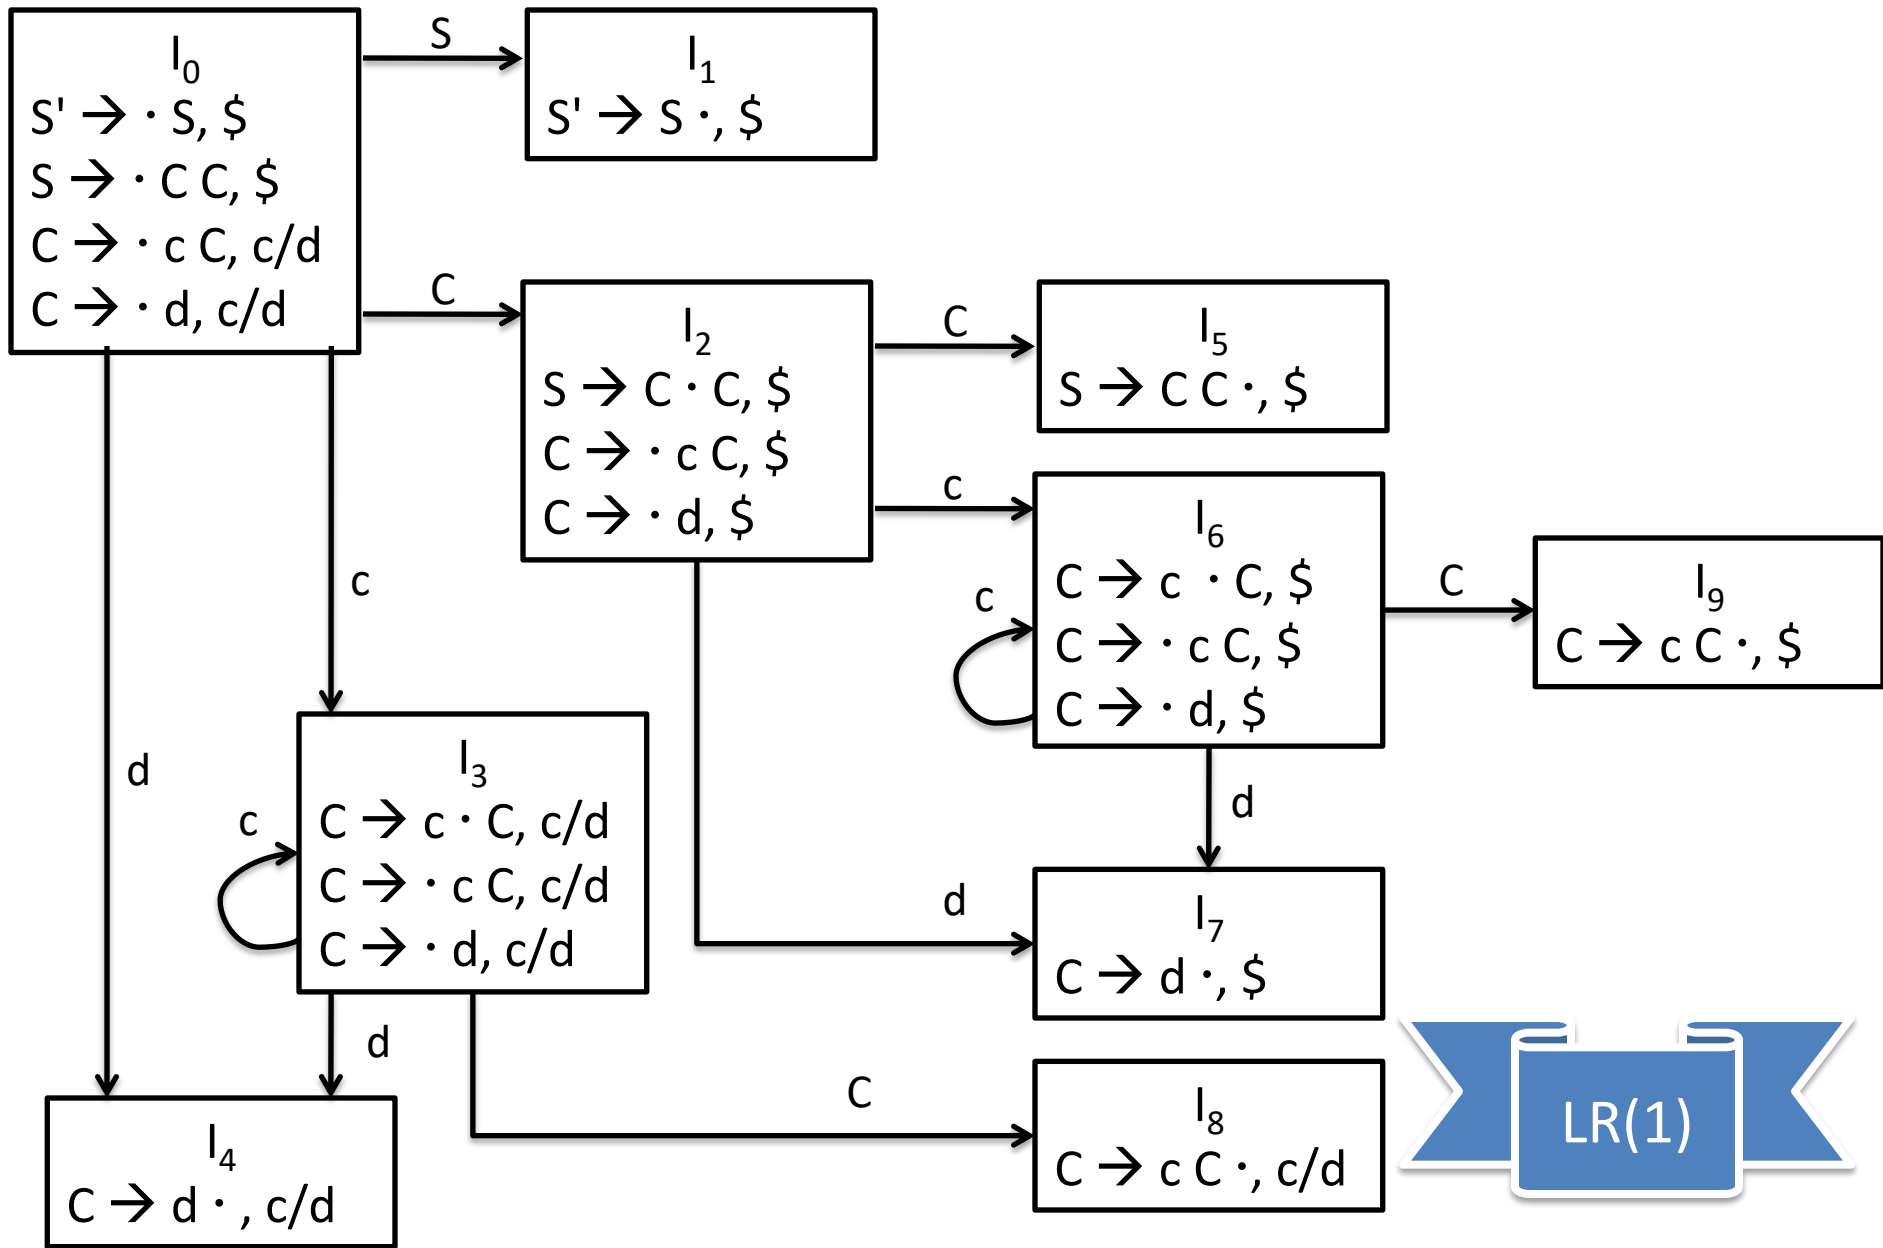 I0
S' → · S, $
S → · C C, $
C → · c C, c/d
C → · d, c/d
S
I1
S' → S ·, $
C
I2
S → C · C, $
C → · c C, $
C → · d, $
C
I5
S → C C ·, $
c
I6
C → c · C, $
C → · c C, $
C → · d, $
c
C
I9
C → c C ·, $
c
d
I3
C → c · C, c/d
C → · c C, c/d
C → · d, c/d
c
d
d
I7
C → d ·, $
d
C
I8
C → c C ·, c/d
I4
C → d · , c/d
LR(1)